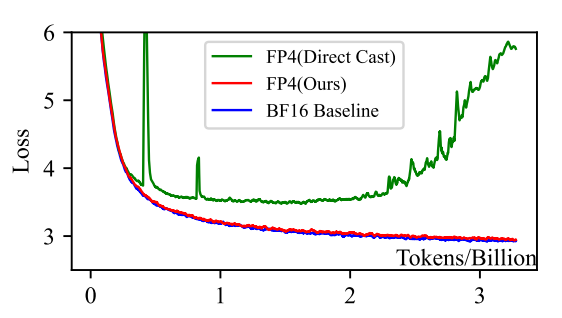 6
5
4
3
Loss
FP4(Direct Cast)
FP4(Ours)
BF16 Baseline
Tokens/Billion
0 1 2 3